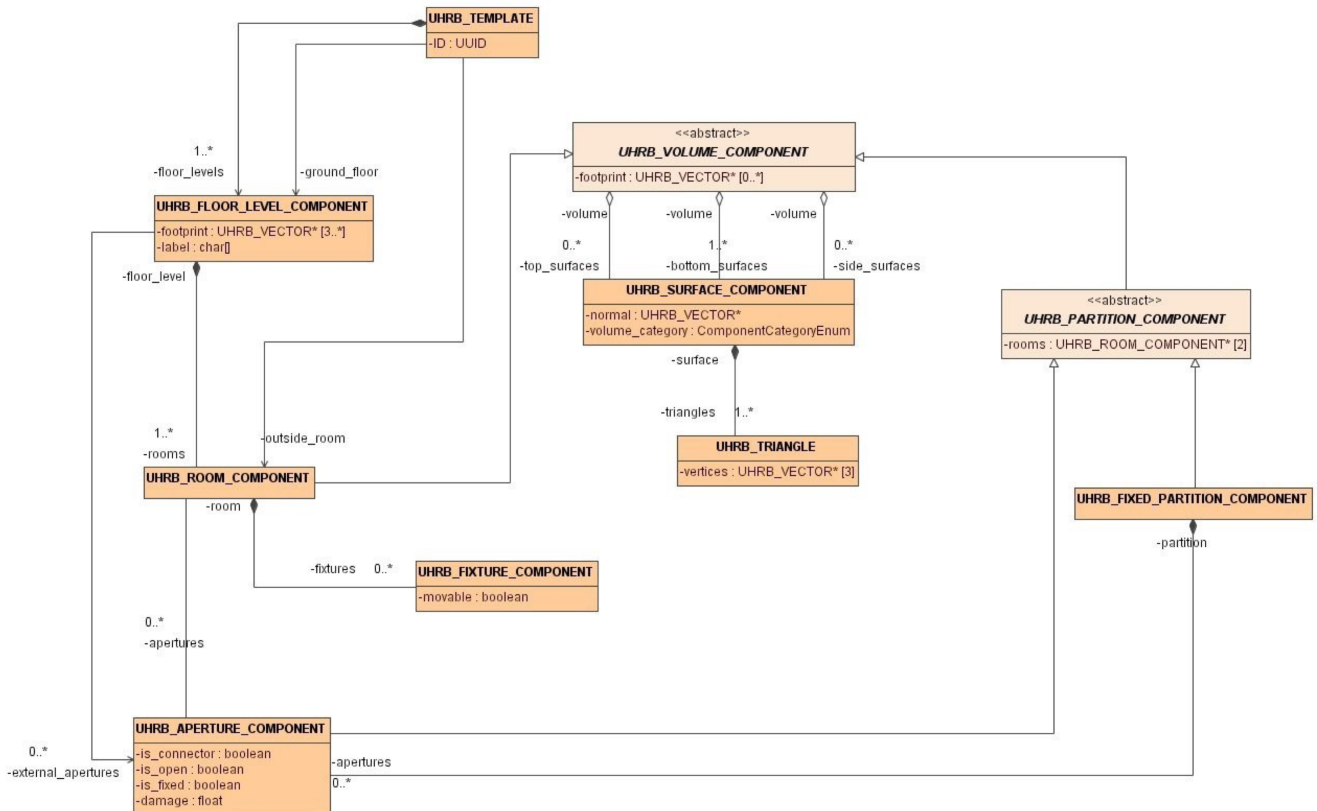 UHRB_TEMPLATE
-ID : UUID
1..*
-floor_levels
-ground_floor
UHRB_FLOOR_LEVEL_COMPONENT
-footprint : UHRB_VECTOR* [3..*]
-label : char[]
-floor_level
<<abstract>>
UHRB_VOLUME_COMPONENT
-footprint : UHRB_VECTOR* [0..*]
-volume
-volume
-volume
0..*
-top_surfaces
1..*
-bottom_surfaces
0..*
-side_surfaces
UHRB_SURFACE_COMPONENT
-normal : UHRB_VECTOR*
-volume_category : ComponentCategoryEnum
-surface
-triangles
1..*
UHRB_TRIANGLE
-vertices : UHRB_VECTOR* [3]
<<abstract>>
UHRB_PARTITION_COMPONENT
-rooms : UHRB_ROOM_COMPONENT* [2]
UHRB_FIXED_PARTITION_COMPONENT
-partition
1..*
-rooms
-outside_room
UHRB_ROOM_COMPONENT
-room
-fixtures
0..*
UHRB_FIXTURE_COMPONENT
-movable : boolean
0..*
-apertures
UHRB_APERTURE_COMPONENT
-is_connector : boolean
-is_open : boolean
-is_fixed : boolean
-damage : float
0..*
-external_apertures
-apertures
0..*